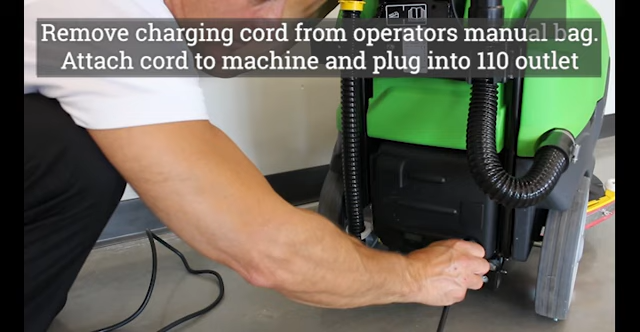 Remove charging cord from operators manual bag.
Attach cord to machine and plug into 110 outlet